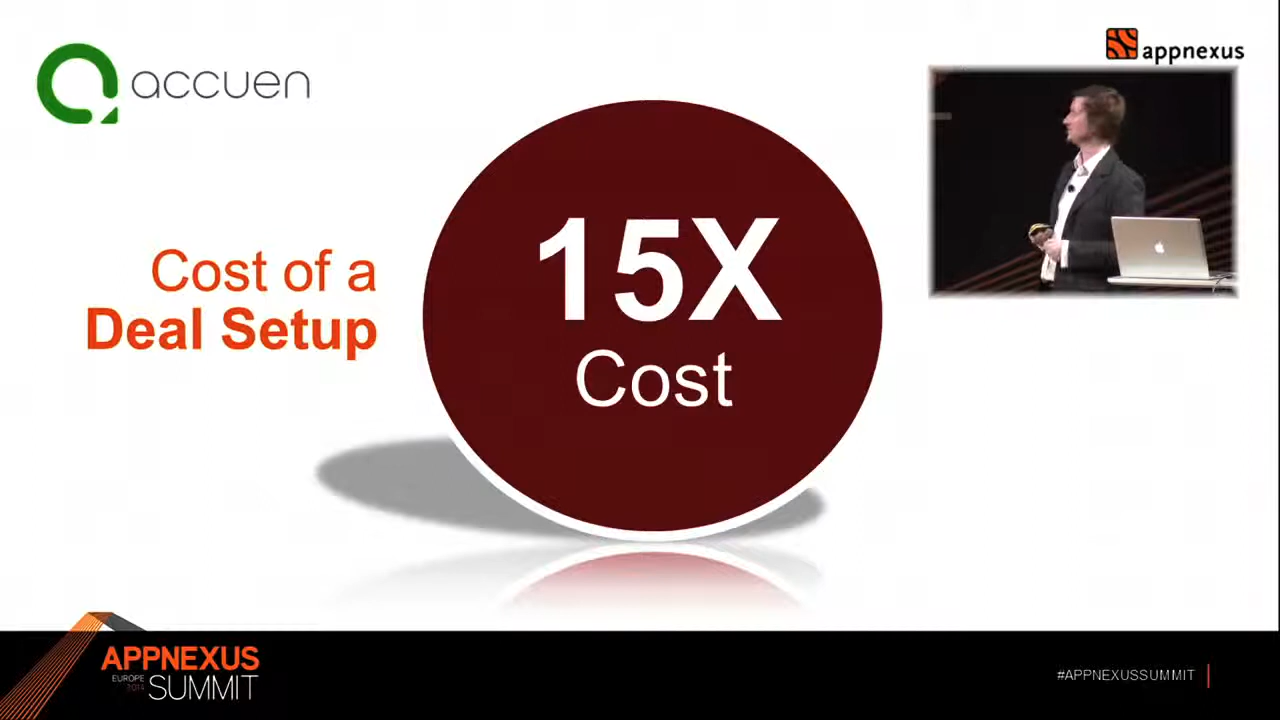 accuen
appnexus
Cost of a
Deal Setup
15X
Cost
APPNEXUS
EUROPE
2014
SUMMIT
#APPNEXUSSUMMIT